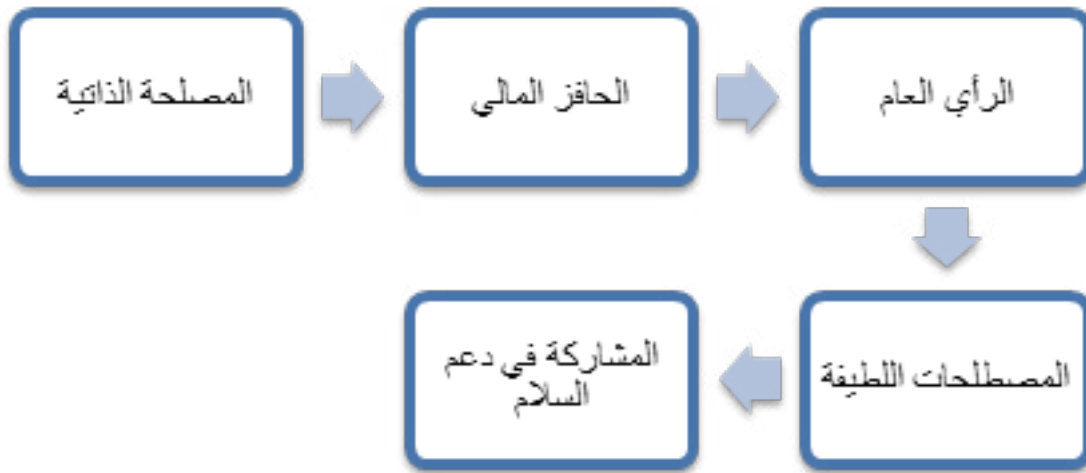 المصلحة الذاتية
الحافز المالي
الرأي العام
المصطلحات اللطيفة
المشاركة في دعم
السلام